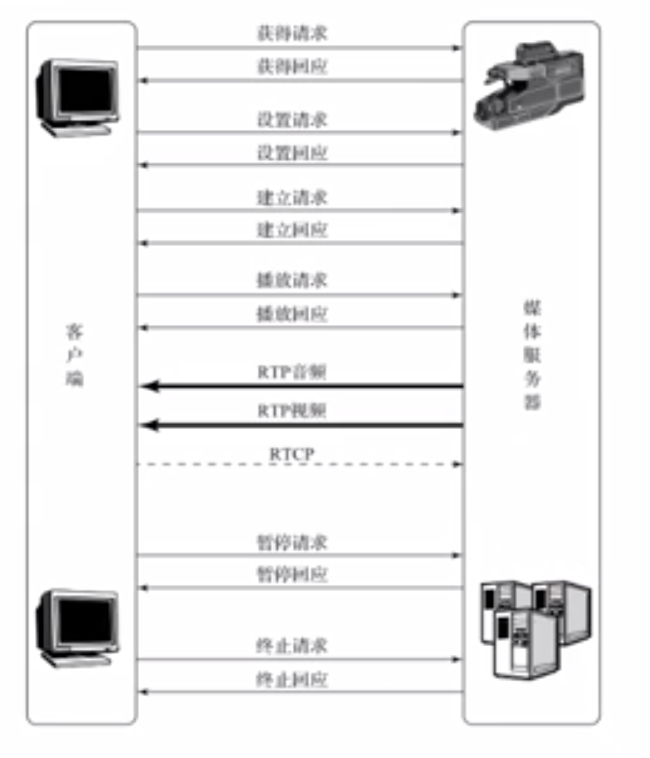 获得请求
获得回应
设置请求
设置回应
建立请求
建立回应
播放请求
播放回应
客户端
媒体服务器
RTP音频
RTP视频
RTCP
暂停请求
暂停回应
终止请求
终止回应